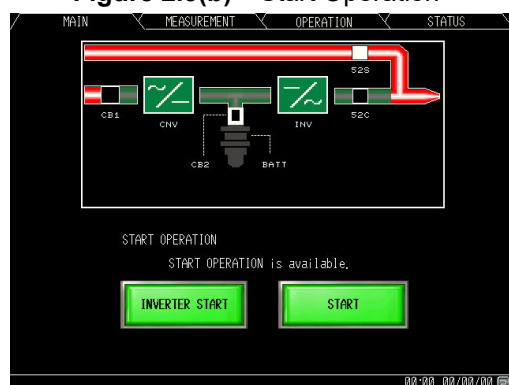 Figure 2.6(b) Start Operation
MAIN MEASUREMENT OPERATION STATUS
52S
CB1 CNV INV 52C
CB2 BATT
START OPERATION
START OPERATION is available.
INVERTER START START
00:00 00/00/00